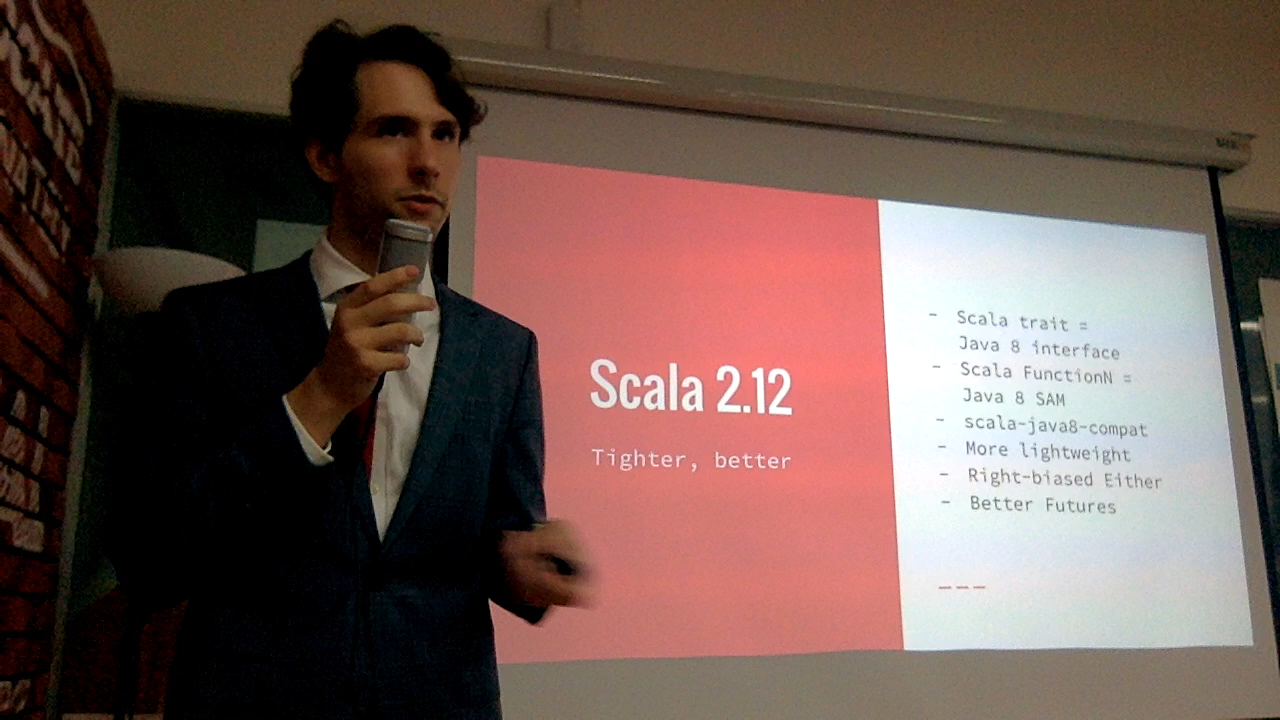 Scala 2.12
Tighter, better
- Scala trait =
Java 8 interface
- Scala FunctionN =
Java 8 SAM
- scala-java8-compat
- More lightweight
- Right-biased Either
- Better Futures